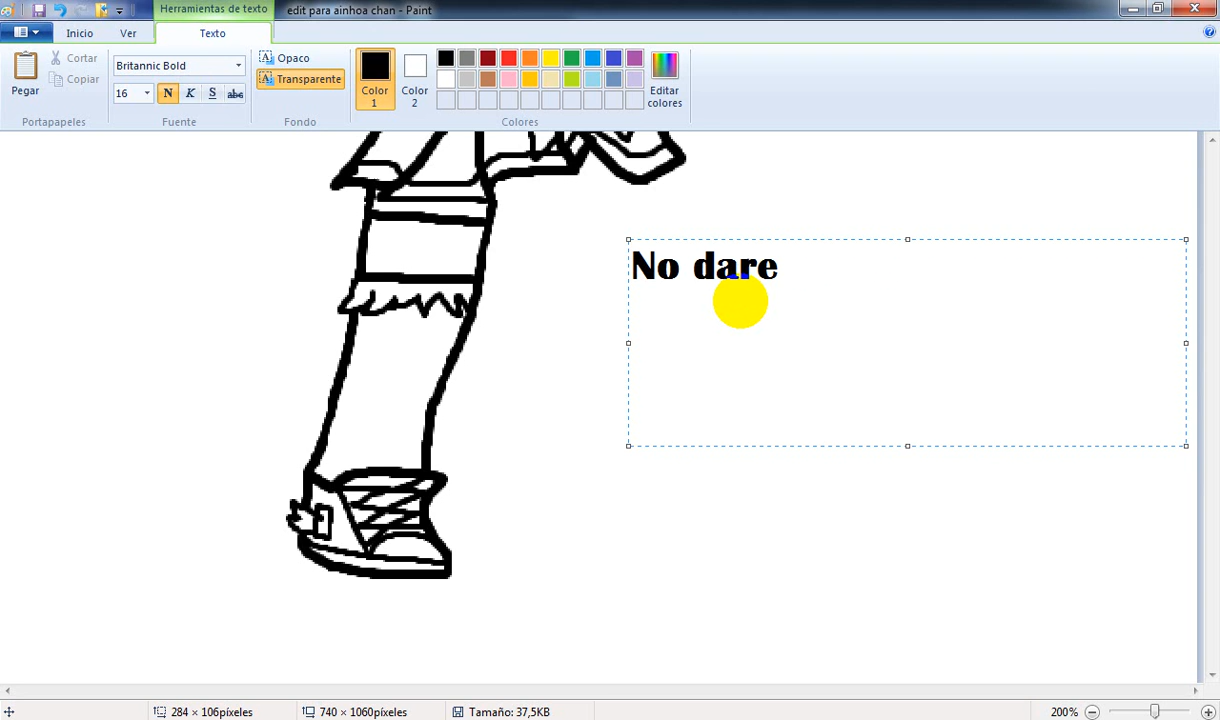 Herramientas de texto
edit para ainhoa chan - Paint
Inicio
Ver
Texto
Pegar
Cortar
Copiar
Portapapeles
Britannic Bold
16
N
K
S
abc
Fuente
Opaco
Transparente
Fondo
Color 1
Color 2
Editar colores
Colores
No dare
284 × 106píxeles
740 × 1060píxeles
Tamaño: 37,5KB
200%